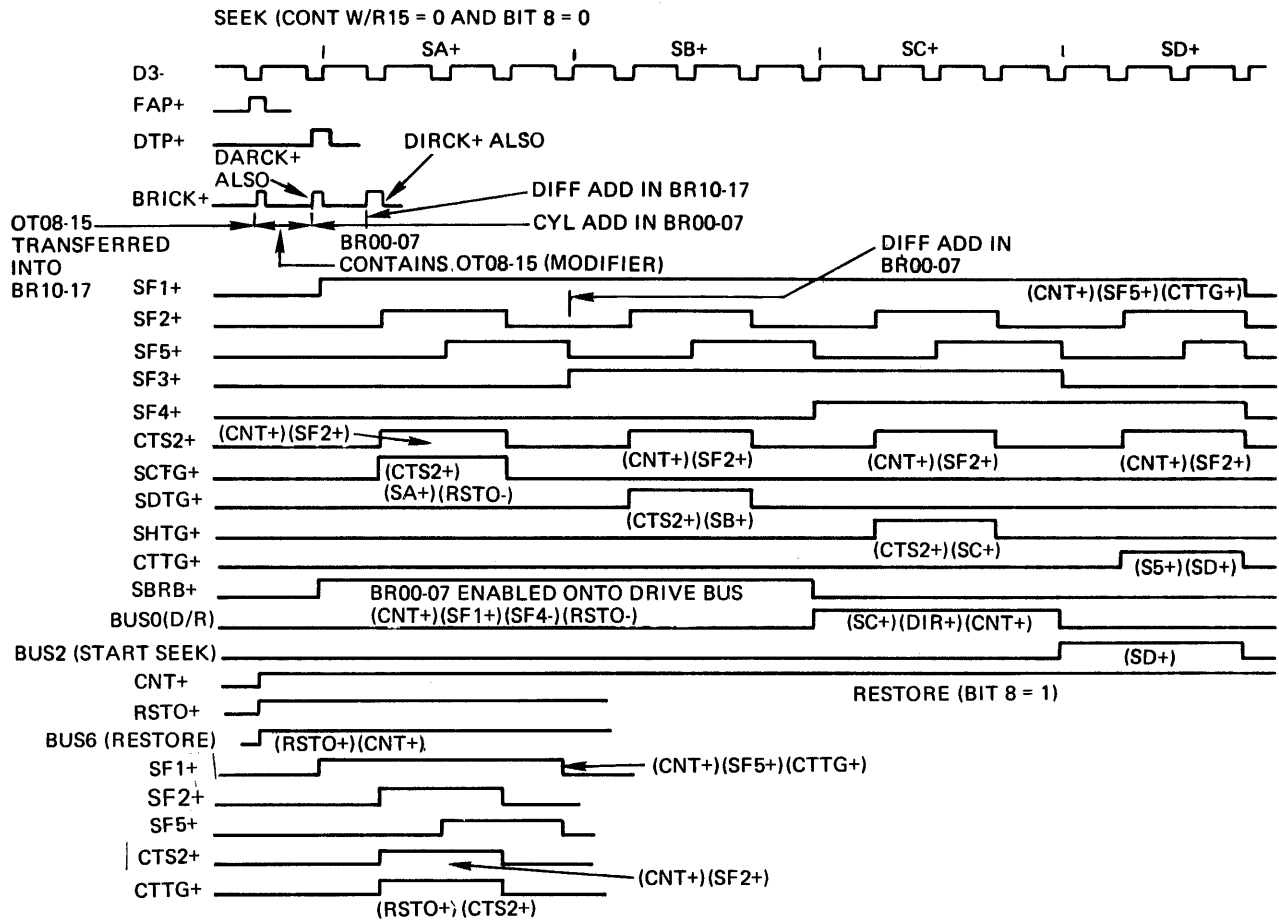 SEEK (CONT W/R15 = 0 AND BIT 8 = 0
SA+ SB+ SC+ SD+
D3-
FAP+
DTP+
DIRCK+ ALSO
DARCK+
ALSO
DIFF ADD IN BR10-17
BRICK+
OT08-15
TRANSFERRED
INTO
BR10-17
CYL ADD IN BR00-07
BR00-07
CONTAINS OT08-15 (MODIFIER)
DIFF ADD IN
BR00-07
SF1+
(CNT+)(SF5+)(CTTG+)
SF2+
SF5+
SF3+
SF4+
CTS2+
(CNT+)(SF2+)
(CNT+)(SF2+)
(CNT+)(SF2+)
(CNT+)(SF2+)
SCTG+
(CTS2+)
(SA+)(RSTO-)
SDTG+
(CTS2+)(SB+)
SHTG+
(CTS2+)(SC+)
CTTG+
(S5+)(SD+)
SBRB+
BR00-07 ENABLED ONTO DRIVE BUS
(CNT+)(SF1+)(SF4-)(RSTO-)
BUS0(D/R)
(SC+)(DIR+)(CNT+)
BUS2 (START SEEK)
(SD+)
CNT+
RESTORE (BIT 8 = 1)
RSTO+
BUS6 (RESTORE)
(RSTO+)(CNT+)
SF1+
(CNT+)(SF5+)(CTTG+)
SF2+
SF5+
CTS2+
(CNT+)(SF2+)
CTTG+
(RSTO+)(CTS2+)